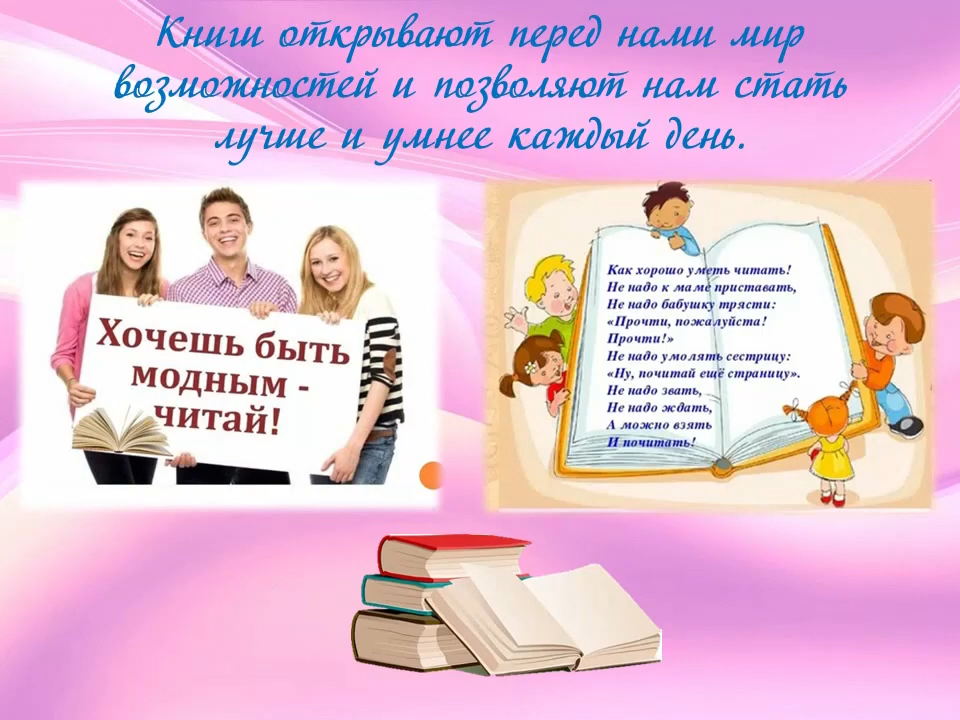 Книги открывают перед нами мир
возможностей и позволяют нам стать
лучше и умнее каждый день.
Хочешь быть
модным -
читай!
Как хорошо уметь читать!
Не надо к маме приставать,
Не надо бабушку трясти:
«Прочти, пожалуйста!
Прочти!»
Не надо умолять сестрицу:
«Ну, почитай ещё страницу».
Не надо звать,
Не надо ждать,
А можно взять
И почитать!